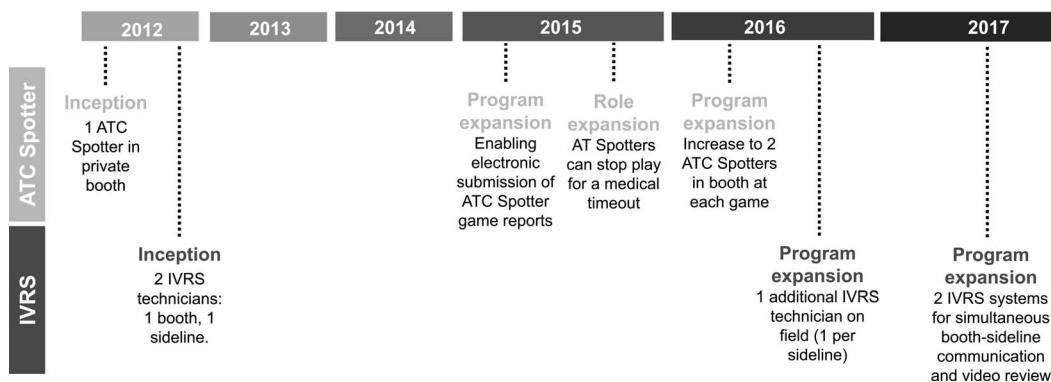 2012
2013
2014
2015
2016
2017
ATC Spotter
Inception
1 ATC
Spotter in
private
booth
Program
expansion
Enabling
electronic
submission of
ATC Spotter
game reports
Role
expansion
AT Spotters
can stop play
for a medical
timeout
Program
expansion
Increase to 2
ATC Spotters
in booth at
each game
IVRS
Inception
2 IVRS
technicians:
1 booth, 1
sideline.
Program
expansion
1 additional IVRS
technician on
field (1 per
sideline)
Program
expansion
2 IVRS systems
for simultaneous
booth-sideline
communication
and video review